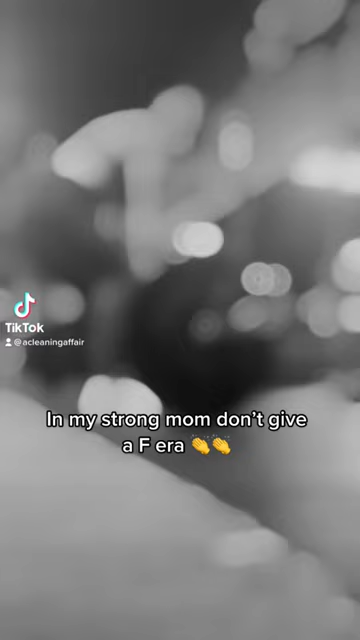 TikTok
@acleaningaffair
In my strong mom don't give
a F era 👏👏